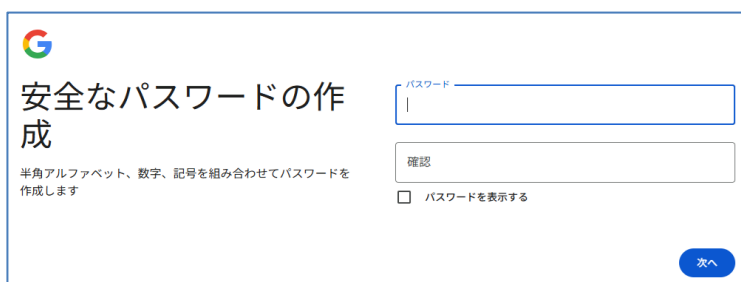 安全なパスワードの作
成
半角アルファベット、数字、記号を組み合わせてパスワードを
作成します
パスワード
確認
パスワードを表示する
次へ